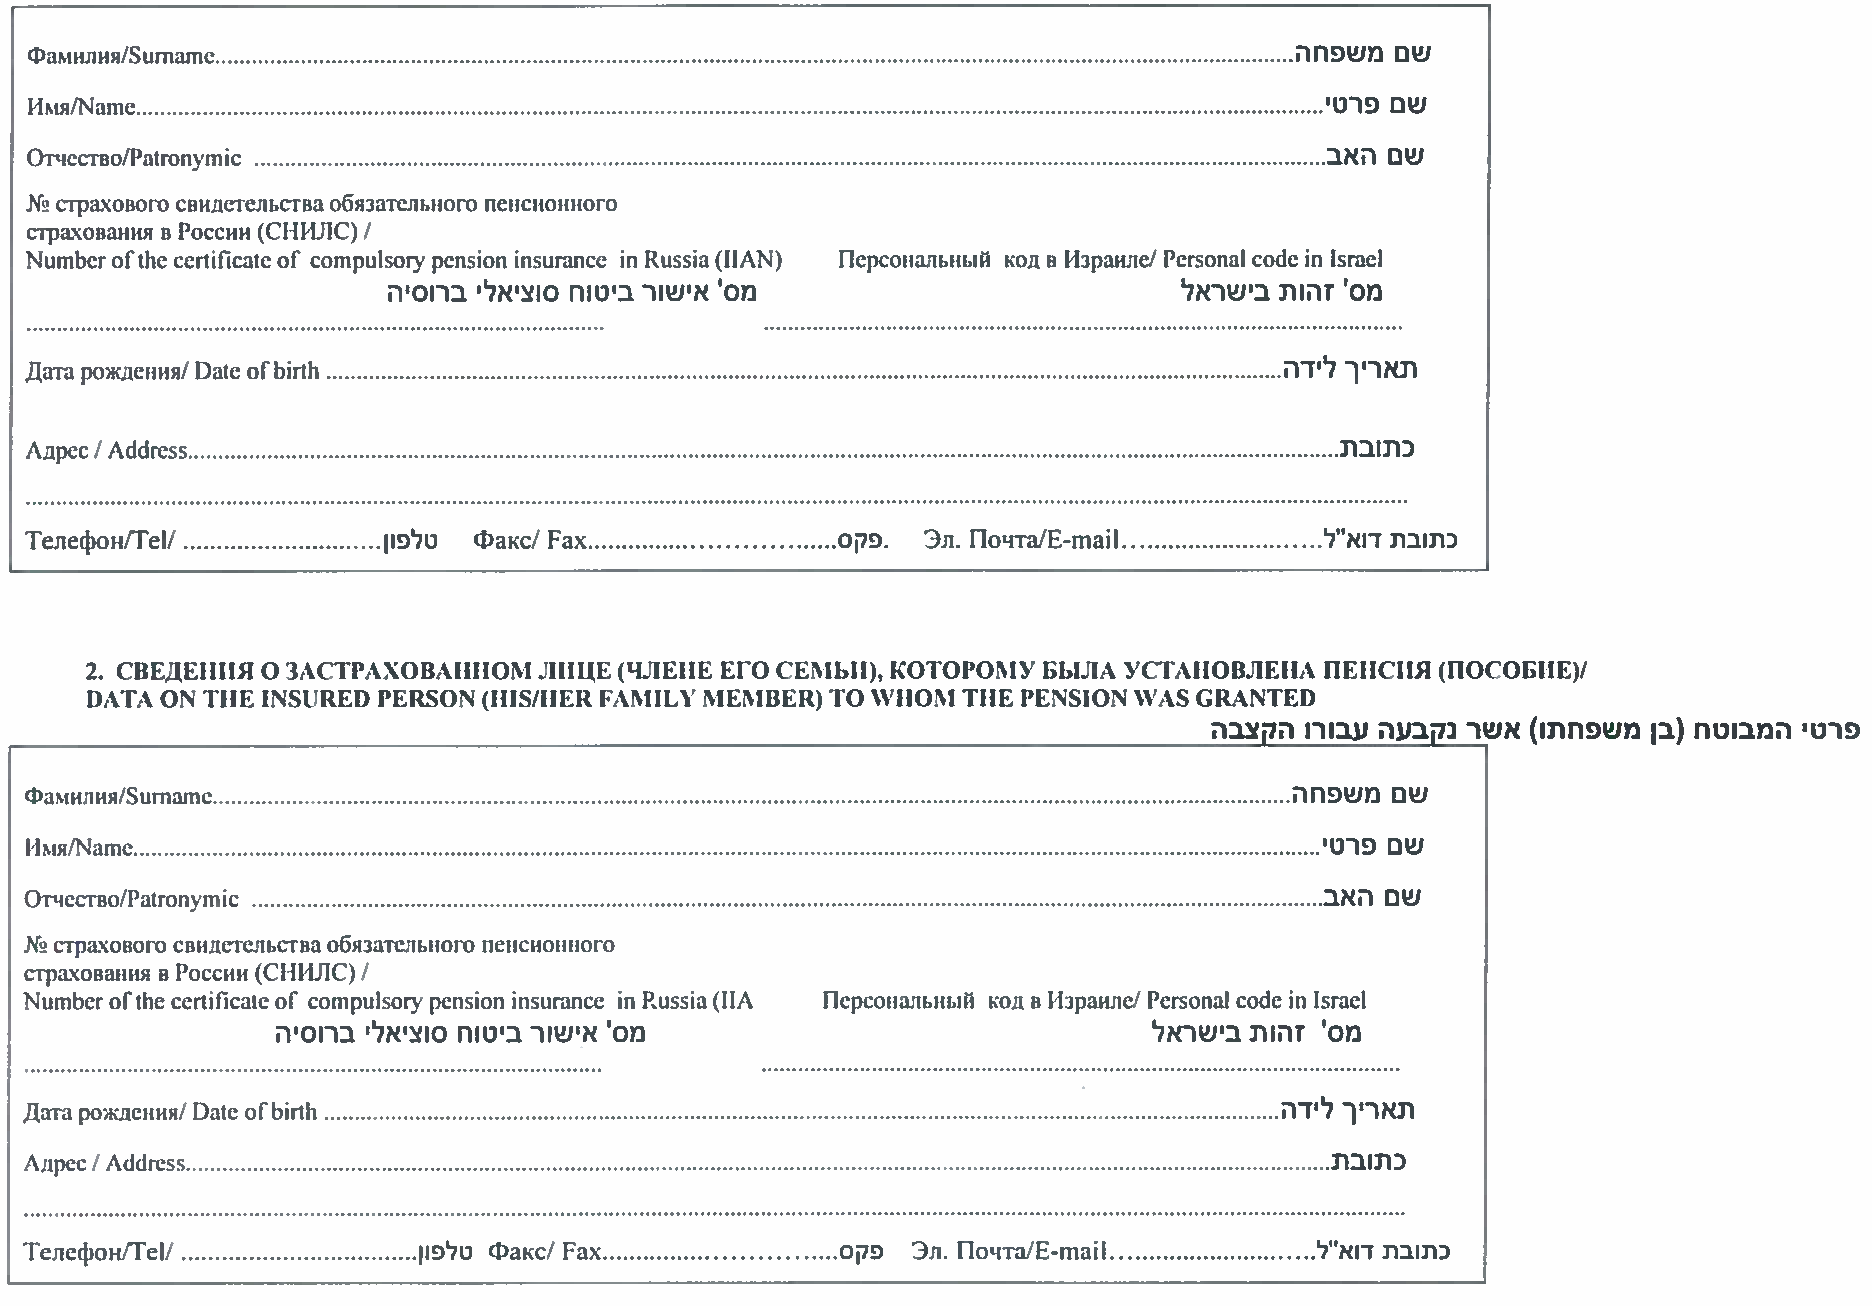 Фамилия/Surname........................שם משפחה
Имя/Name........................שם פרטי
Отчество/Patronymic ........................שם האב
№ страхового свидетельства обязательного пенсионного
страхования в России (СНИЛС) /
Number of the certificate of compulsory pension insurance in Russia (IIAN) Персональный код в Израиле/ Personal code in Israel
מס' אישור ביטוח סוציאלי ברוסיה מס' זהות בישראל
........................ ........................
Дата рождения/ Date of birth ........................תאריך לידה
Адрес / Address........................כתובת
........................
Телефон/Tel/ ........................טלפון Факс/ Fax........................פקס. Эл. Почта/E-mail........................כתובת דוא"ל
2. СВЕДЕНИЯ О ЗАСТРАХОВАННОМ ЛИЦЕ (ЧЛЕНЕ ЕГО СЕМЬИ), КОТОРОМУ БЫЛА УСТАНОВЛЕНА ПЕНСИЯ (ПОСОБИЕ)/
DATA ON THE INSURED PERSON (HIS/HER FAMILY MEMBER) TO WHOM THE PENSION WAS GRANTED
פרטי המבוטח (בן משפחתו) אשר נקבעה עבורו הקצבה
Фамилия/Surname........................שם משפחה
Имя/Name........................שם פרטי
Отчество/Patronymic ........................שם האב
№ страхового свидетельства обязательного пенсионного
страхования в России (СНИЛС) /
Number of the certificate of compulsory pension insurance in Russia (IIA Персональный код в Израиле/ Personal code in Israel
מס' אישור ביטוח סוציאלי ברוסיה מס' זהות בישראל
........................ ........................
Дата рождения/ Date of birth ........................תאריך לידה
Адрес / Address........................כתובת
........................
Телефон/Tel/ ........................טלפון Факс/ Fax........................פקס Эл. Почта/E-mail........................כתובת דוא"ל